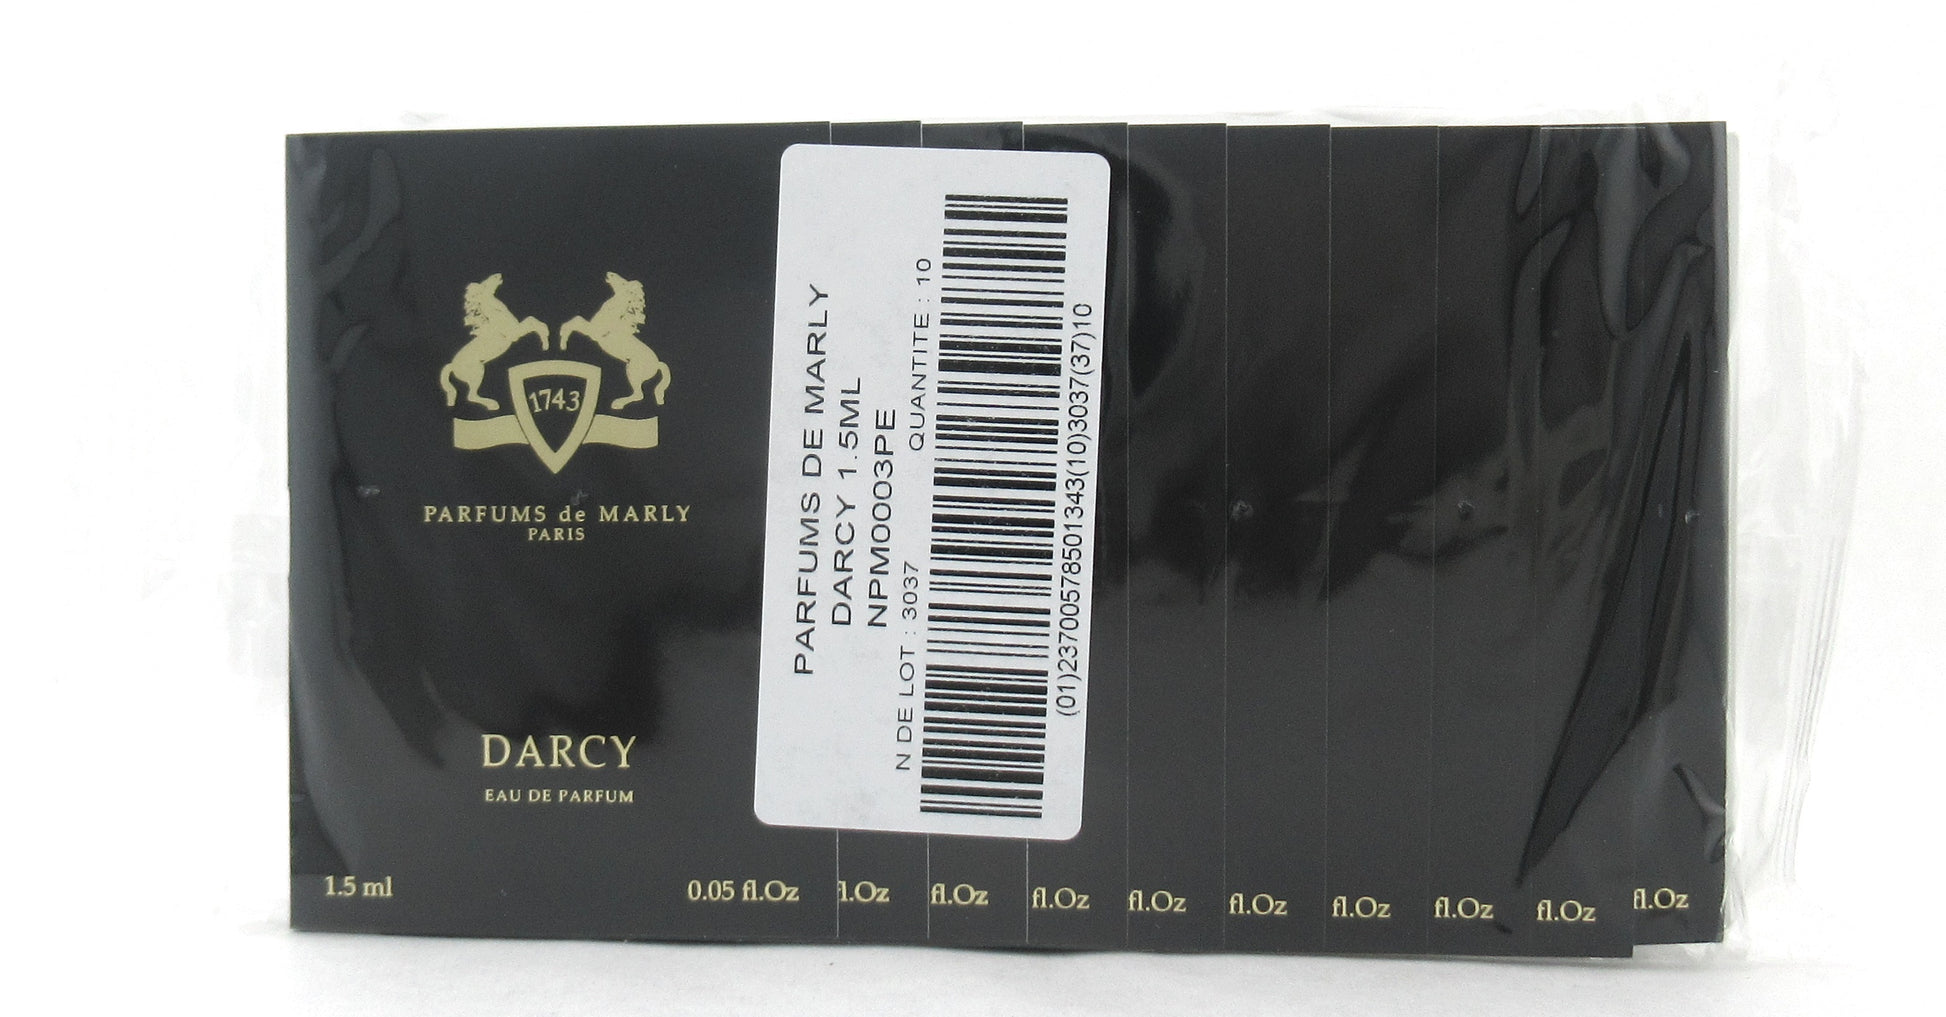 1743
PARFUMS de MARLY
PARIS
DARCY
EAU DE PARFUM
1.5 ml
0.05 fl.Oz
fl.Oz
fl.Oz
fl.Oz
fl.Oz
fl.Oz
fl.Oz
fl.Oz
fl.Oz
fl.Oz
PARFUMS DE MARLY
DARCY 1.5ML
NPM0003PE
N DE LOT : 3037 QUANTITE : 10
(01)23700578501343(10)3037(37)10